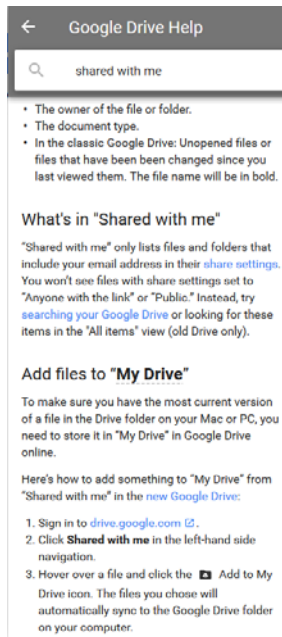 Google Drive Help
shared with me
• The owner of the file or folder.
• The document type.
• In the classic Google Drive: Unopened files or
files that have been been changed since you
last viewed them. The file name will be in bold.
What's in "Shared with me"
"Shared with me" only lists files and folders that
include your email address in their share settings.
You won't see files with share settings set to
"Anyone with the link" or "Public." Instead, try
searching your Google Drive or looking for these
items in the "All items" view (old Drive only).
Add files to "My Drive"
To make sure you have the most current version
of a file in the Drive folder on your Mac or PC, you
need to store it in "My Drive" in Google Drive
online.
Here's how to add something to "My Drive" from
"Shared with me" in the new Google Drive:
1. Sign in to drive.google.com.
2. Click Shared with me in the left-hand side
navigation.
3. Hover over a file and click the Add to My
Drive icon. The files you chose will
automatically sync to the Google Drive folder
on your computer.